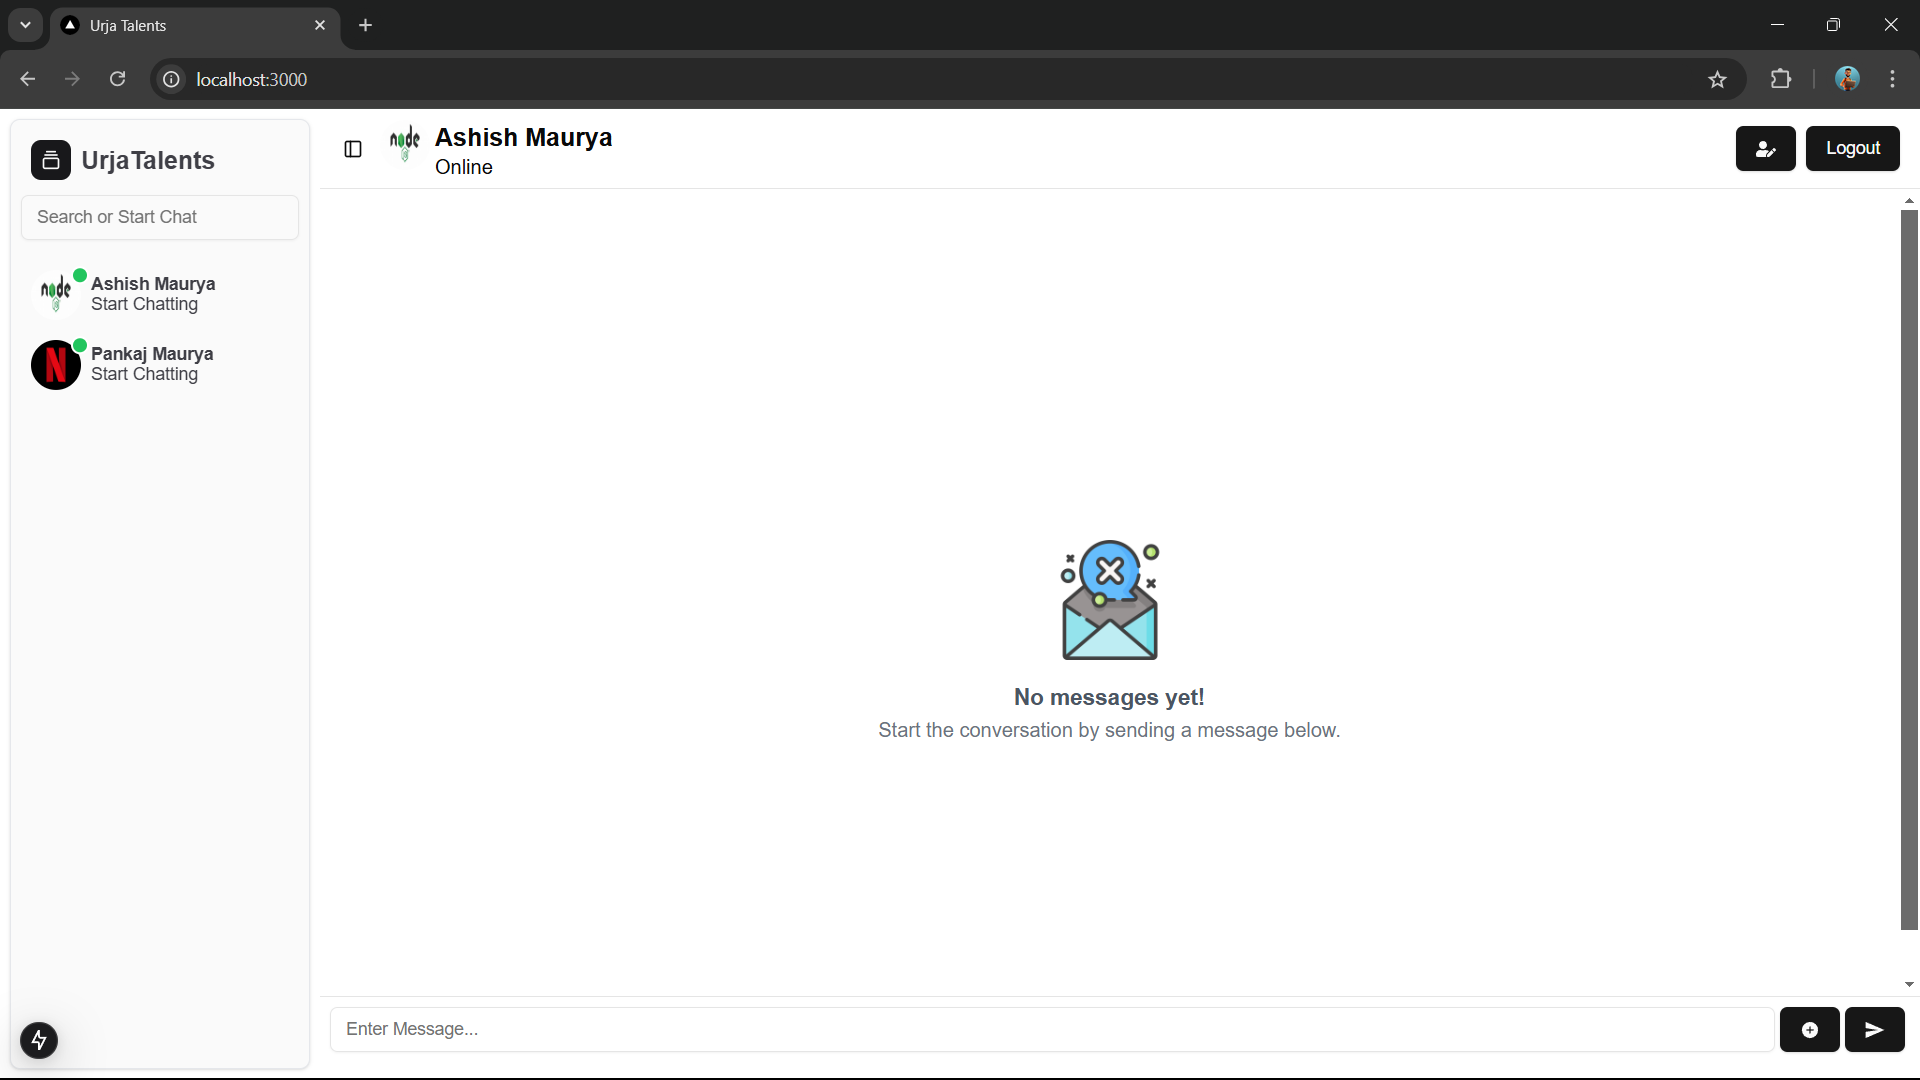 Urja Talents
localhost:3000
UrjaTalents
Search or Start Chat
node
Ashish Maurya
Start Chatting
N
Pankaj Maurya
Start Chatting
node
Ashish Maurya
Online
Logout
No messages yet!
Start the conversation by sending a message below.
Enter Message...